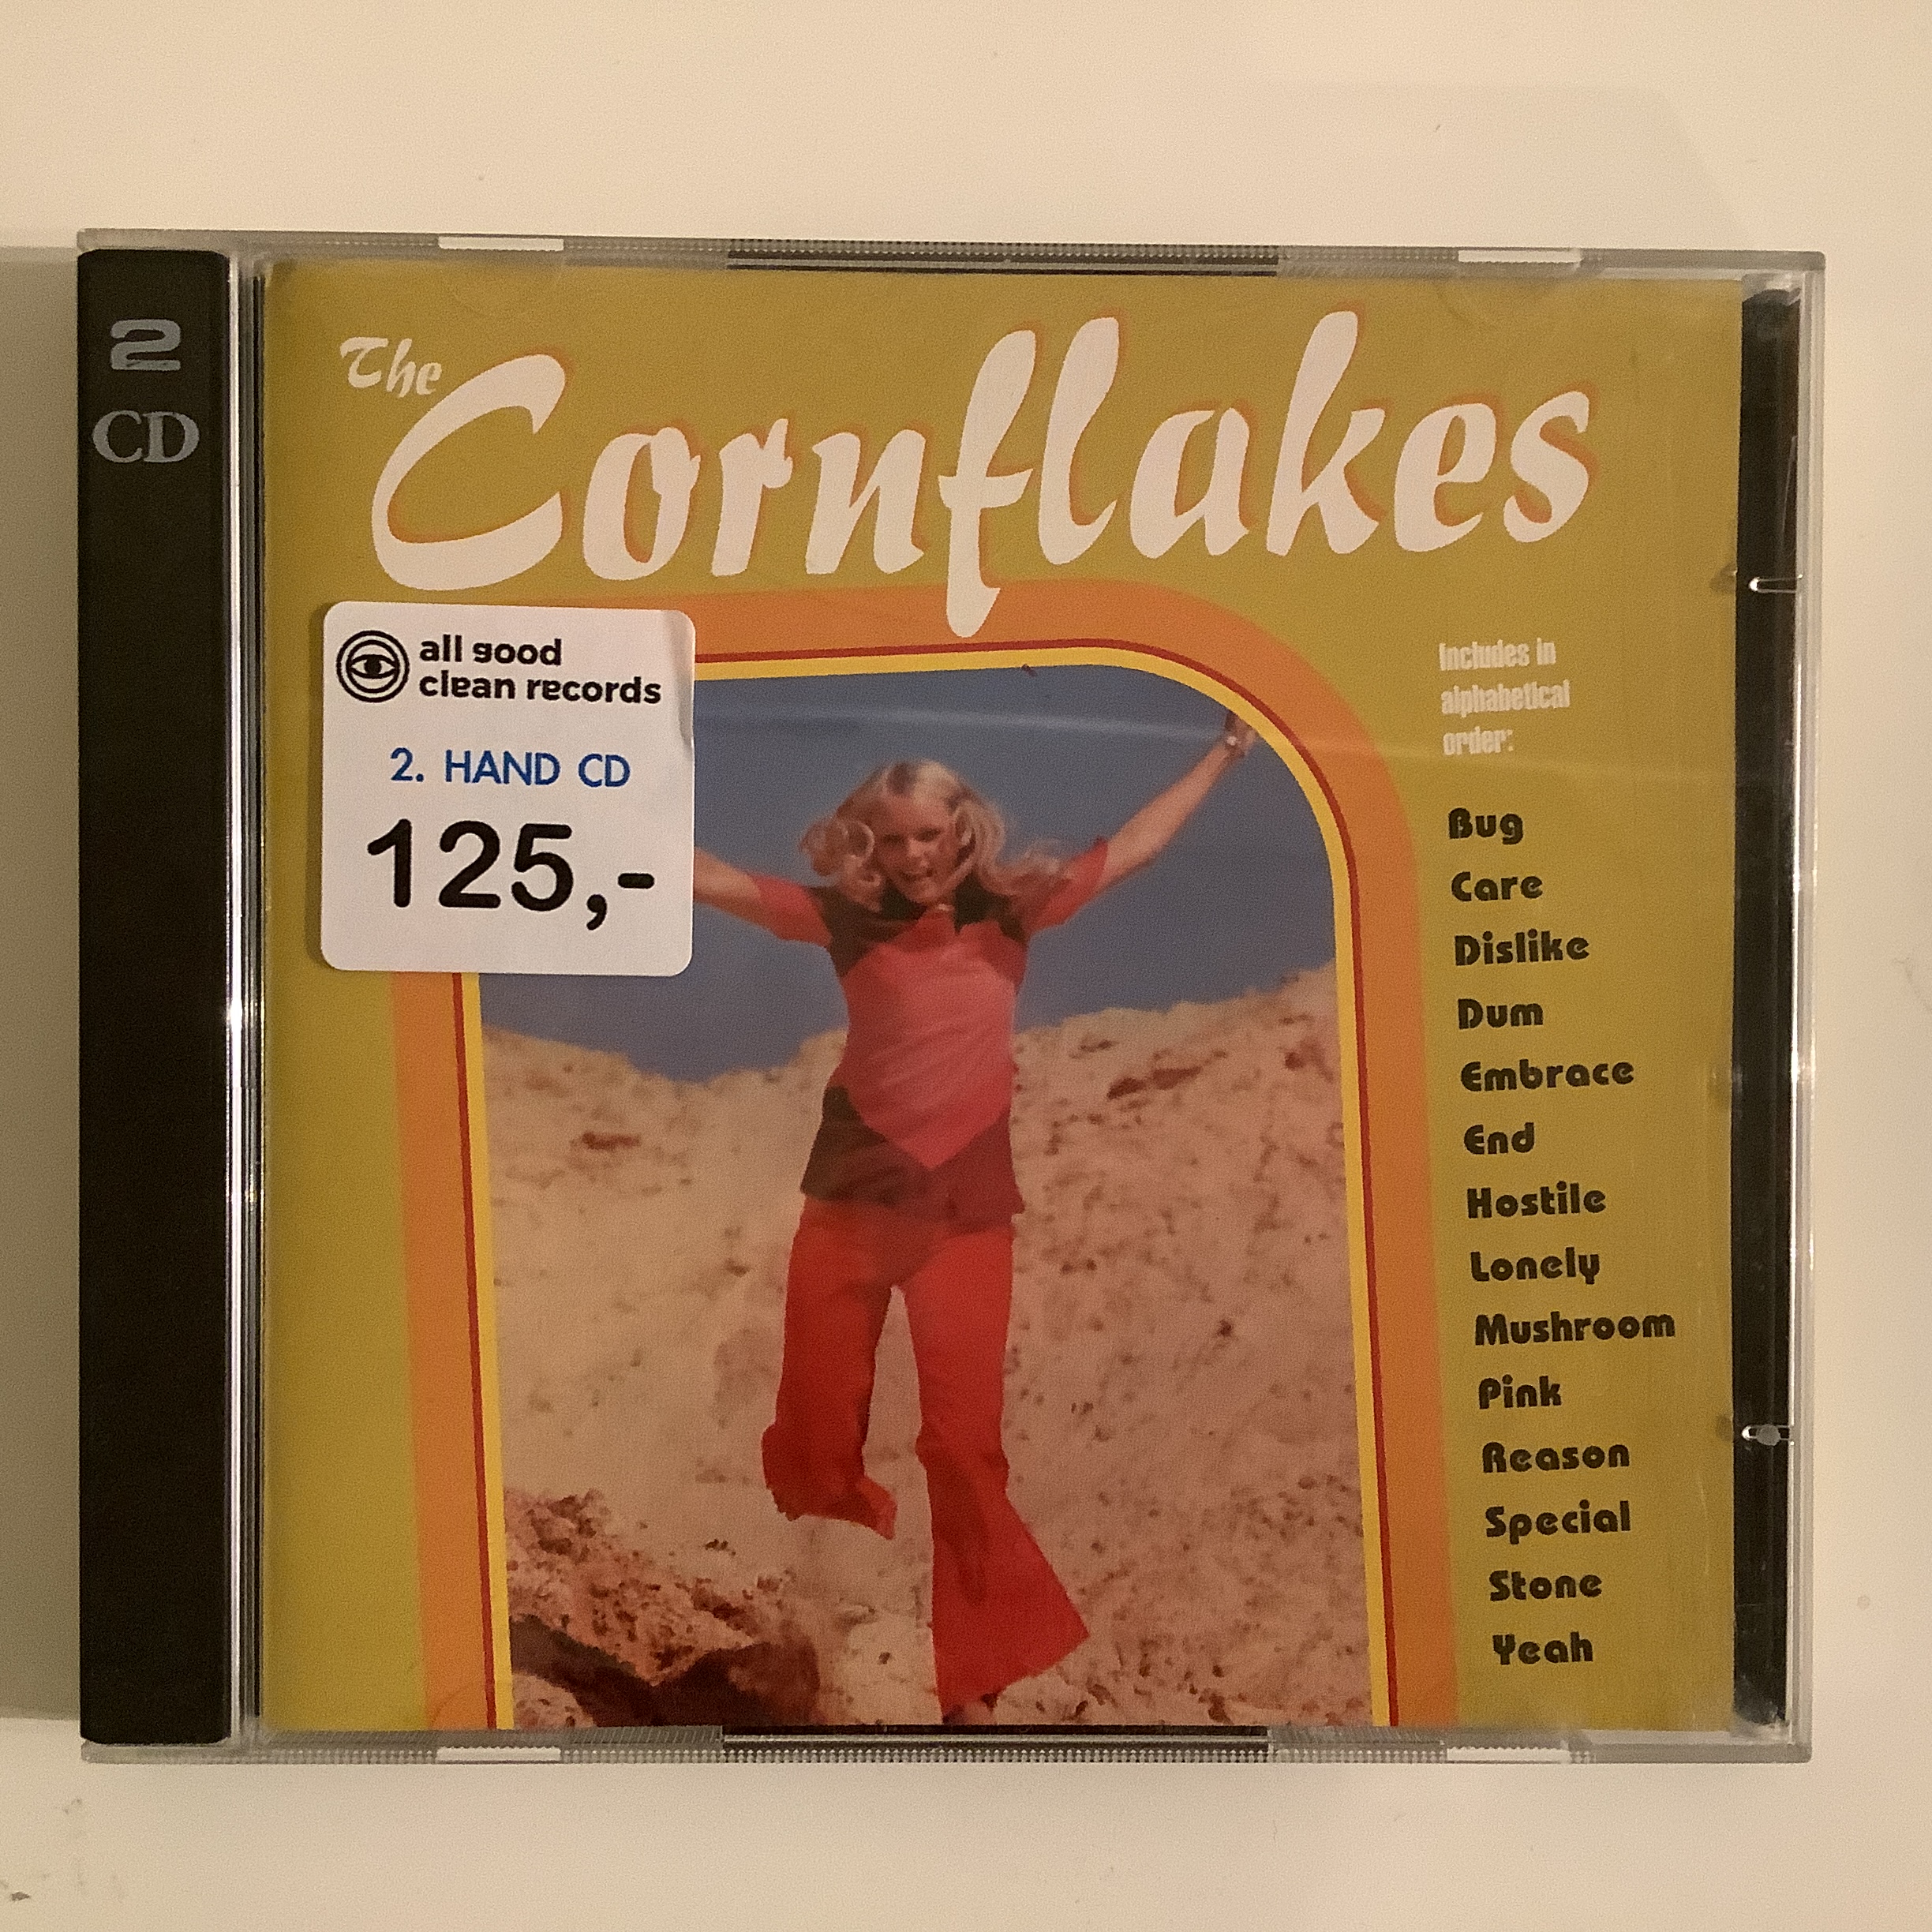 2
CD
The
Cornflakes
all good
clean records
2. HAND CD
125,-
Includes in
alphabetical
order:
Bug
Care
Dislike
Dum
Embrace
End
Hostile
Lonely
Mushroom
Pink
Reason
Special
Stone
Yeah